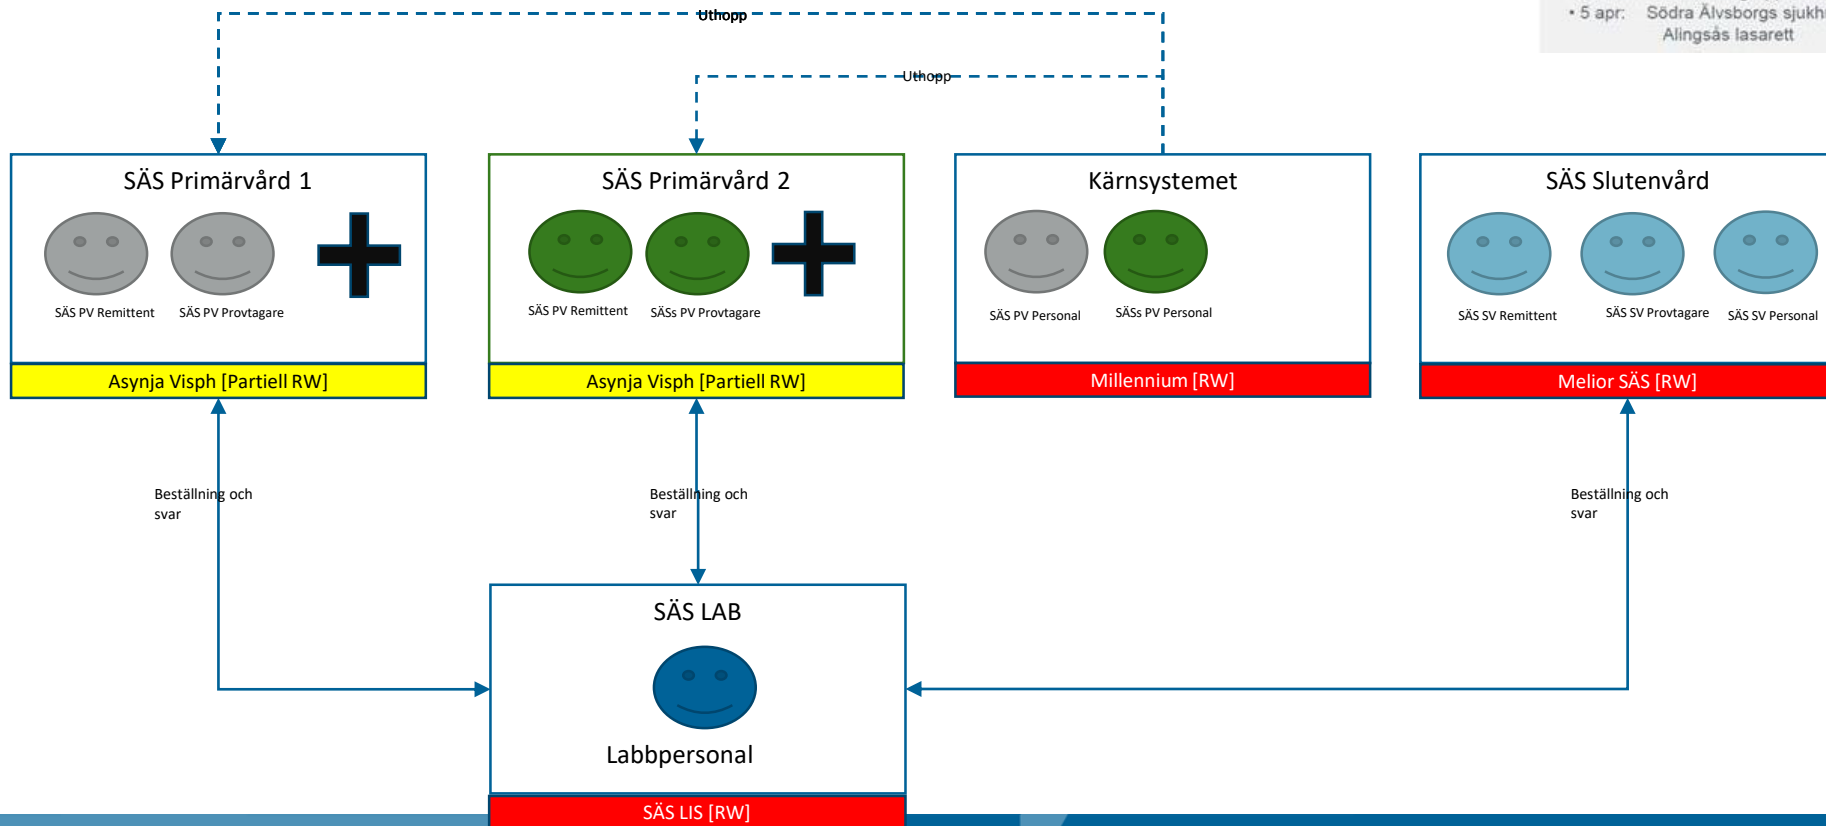 • 5 apr: Södra Älvsborgs
Alingsås lasarett
Uthopp
Uthopp
SÄS Primärvård 1
SÄS PV Remittent SÄS PV Provtagare
Asynja Visph [Partiell RW]
SÄS Primärvård 2
SÄS PV Remittent SÄSs PV Provtagare
Asynja Visph [Partiell RW]
Kärnsystemet
SÄS PV Personal SÄSs PV Personal
Millennium [RW]
SÄS Slutenvård
SÄS SV Remittent SÄS SV Provtagare SÄS SV Personal
Melior SÄS [RW]
Beställning och
svar
Beställning och
svar
Beställning och
svar
SÄS LAB
Labbpersonal
SÄS LIS [RW]